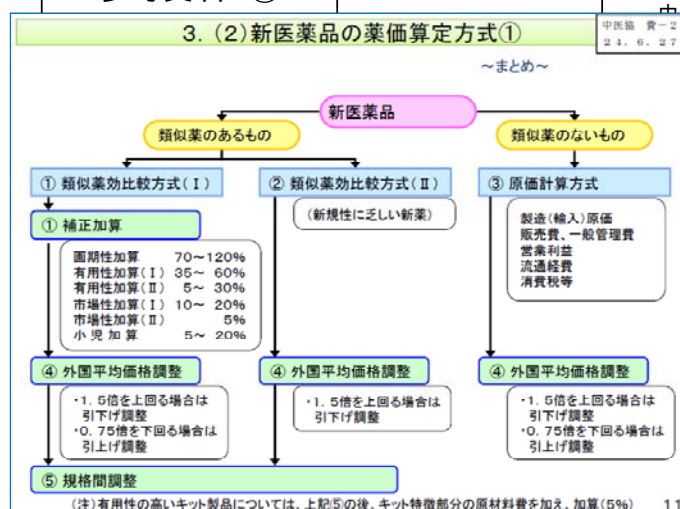 3. (2)新医薬品の薬価算定方式①
中医協 費－2
24. 6. 27
～まとめ～
新医薬品
類似薬のあるもの
類似薬のないもの
① 類似薬効比較方式(Ⅰ)
② 類似薬効比較方式(Ⅱ)
③ 原価計算方式
① 補正加算
画期性加算 70～120%
有用性加算(Ⅰ) 35～ 60%
有用性加算(Ⅱ) 5～ 30%
市場性加算(Ⅰ) 10～ 20%
市場性加算(Ⅱ) 5%
小児加算 5～ 20%
(新規性に乏しい新薬)
製造(輸入)原価
販売費、一般管理費
営業利益
流通経費
消費税等
④ 外国平均価格調整
・1. 5倍を上回る場合は
引下げ調整
・0. 75倍を下回る場合は
引上げ調整
④ 外国平均価格調整
・1. 5倍を上回る場合は
引下げ調整
④ 外国平均価格調整
・1. 5倍を上回る場合は
引下げ調整
・0. 75倍を下回る場合は
引上げ調整
⑤ 規格間調整
(注)有用性の高いキット製品については、上記⑤の後、キット特徴部分の原材料費を加え、加算(5%)
11